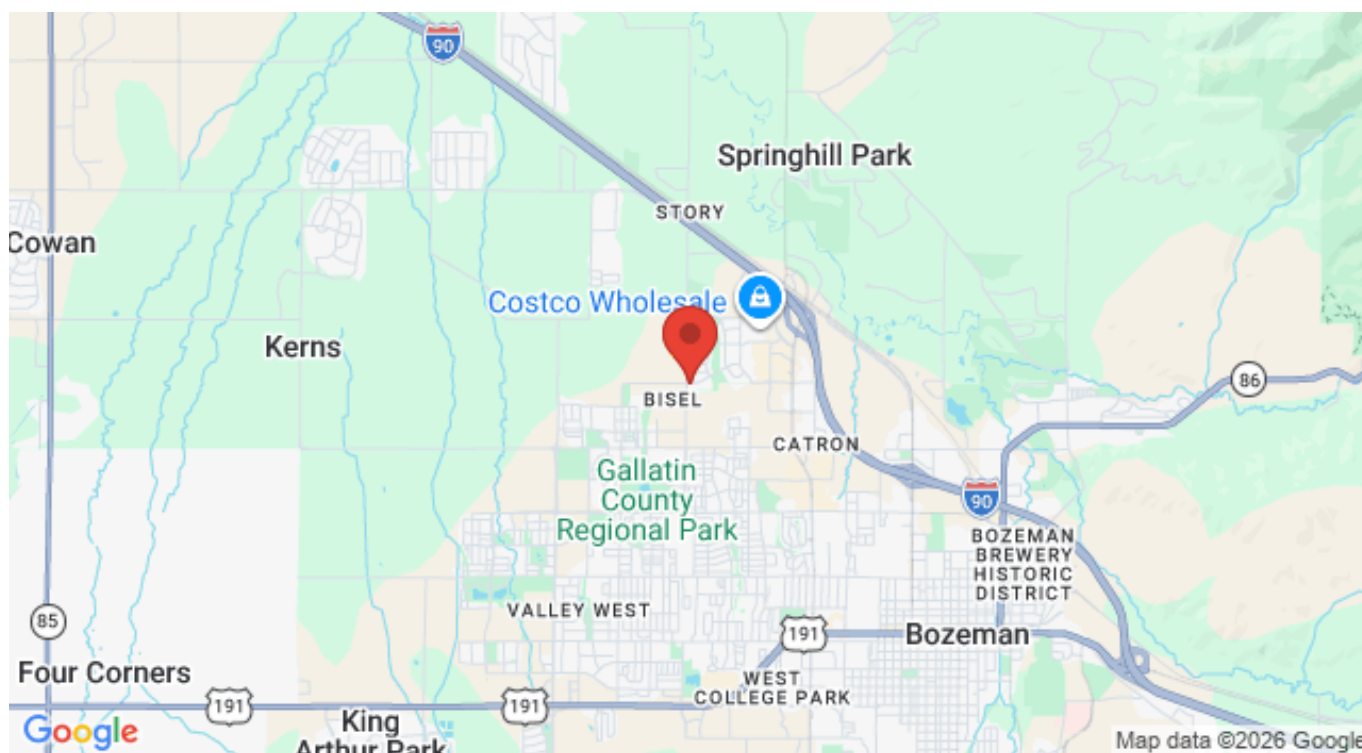 90
Springhill Park
STORY
Cowan
Costco Wholesale
Kerns
86
BISEL
CATRON
Gallatin
County
Regional Park
90
BOZEMAN
BREWERY
HISTORIC
DISTRICT
VALLEY WEST
85
191
Bozeman
Four Corners
WEST
COLLEGE PARK
191
191
King
Arthur Park
Google
Map data ©2026 Google